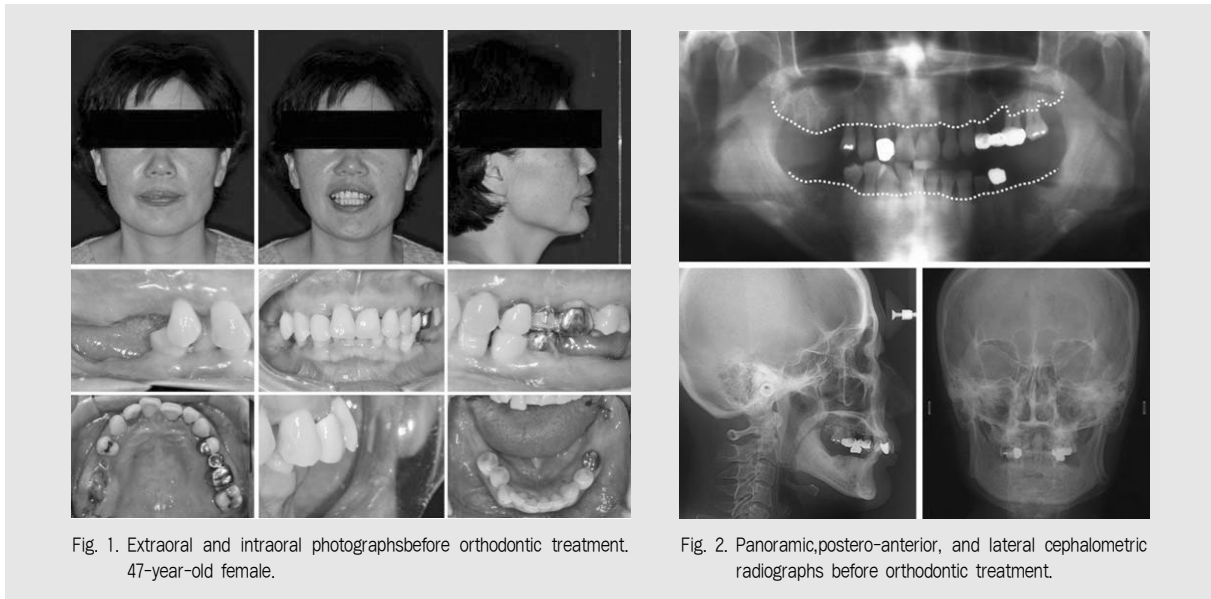 Fig. 1. Extraoral and intraoral photographsbefore orthodontic treatment.
47-year-old female.
Fig. 2. Panoramic,postero-anterior, and lateral cephalometric
radiographs before orthodontic treatment.